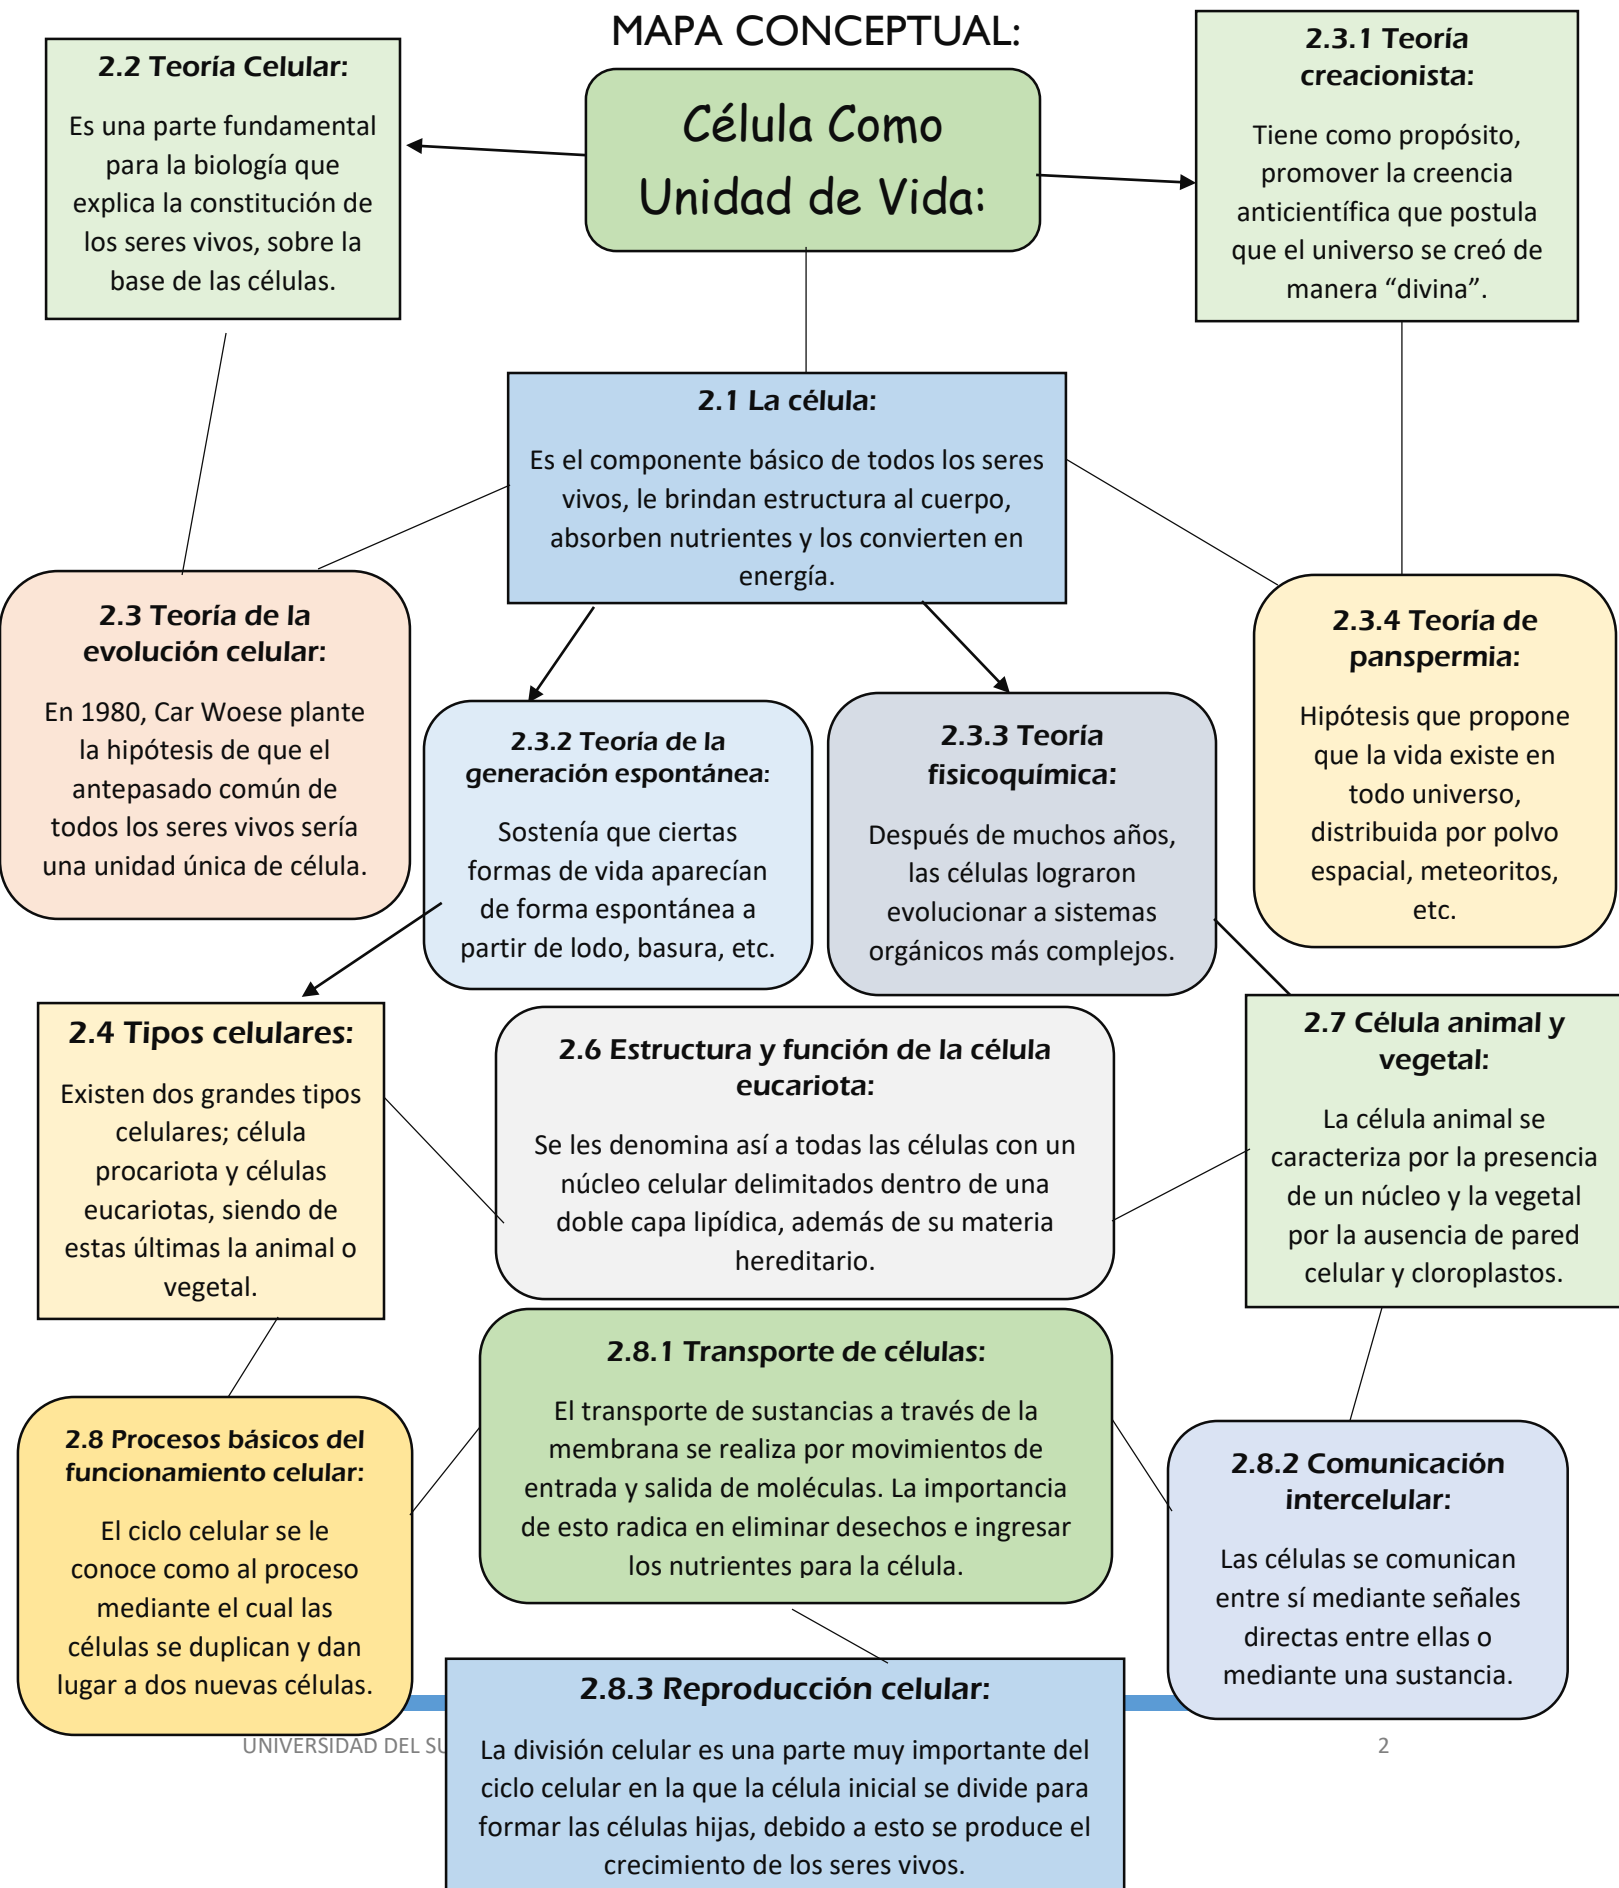 MAPA CONCEPTUAL:
Célula Como
Unidad de Vida:
2.2 Teoría Celular:
Es una parte fundamental
para la biología que
explica la constitución de
los seres vivos, sobre la
base de las células.
2.3.1 Teoría
creacionista:
Tiene como propósito,
promover la creencia
anticientífica que postula
que el universo se creó de
manera “divina”.
2.1 La célula:
Es el componente básico de todos los seres
vivos, le brindan estructura al cuerpo,
absorben nutrientes y los convierten en
energía.
2.3 Teoría de la
evolución celular:
En 1980, Car Woese plante
la hipótesis de que el
antepasado común de
todos los seres vivos sería
una unidad única de célula.
2.3.2 Teoría de la
generación espontánea:
Sostenía que ciertas
formas de vida aparecían
de forma espontánea a
partir de lodo, basura, etc.
2.3.3 Teoría
fisicoquímica:
Después de muchos años,
las células lograron
evolucionar a sistemas
orgánicos más complejos.
2.3.4 Teoría de
panspermia:
Hipótesis que propone
que la vida existe en
todo universo,
distribuida por polvo
espacial, meteoritos,
etc.
2.4 Tipos celulares:
Existen dos grandes tipos
celulares; célula
procariota y células
eucariotas, siendo de
estas últimas la animal o
vegetal.
2.6 Estructura y función de la célula
eucariota:
Se les denomina así a todas las células con un
núcleo celular delimitados dentro de una
doble capa lipídica, además de su materia
hereditario.
2.7 Célula animal y
vegetal:
La célula animal se
caracteriza por la presencia
de un núcleo y la vegetal
por la ausencia de pared
celular y cloroplastos.
2.8 Procesos básicos del
funcionamiento celular:
El ciclo celular se le
conoce como al proceso
mediante el cual las
células se duplican y dan
lugar a dos nuevas células.
2.8.1 Transporte de células:
El transporte de sustancias a través de la
membrana se realiza por movimientos de
entrada y salida de moléculas. La importancia
de esto radica en eliminar desechos e ingresar
los nutrientes para la célula.
2.8.2 Comunicación
intercelular:
Las células se comunican
entre sí mediante señales
directas entre ellas o
mediante una sustancia.
2.8.3 Reproducción celular:
La división celular es una parte muy importante del
ciclo celular en la que la célula inicial se divide para
formar las células hijas, debido a esto se produce el
crecimiento de los seres vivos.
UNIVERSIDAD DEL
2